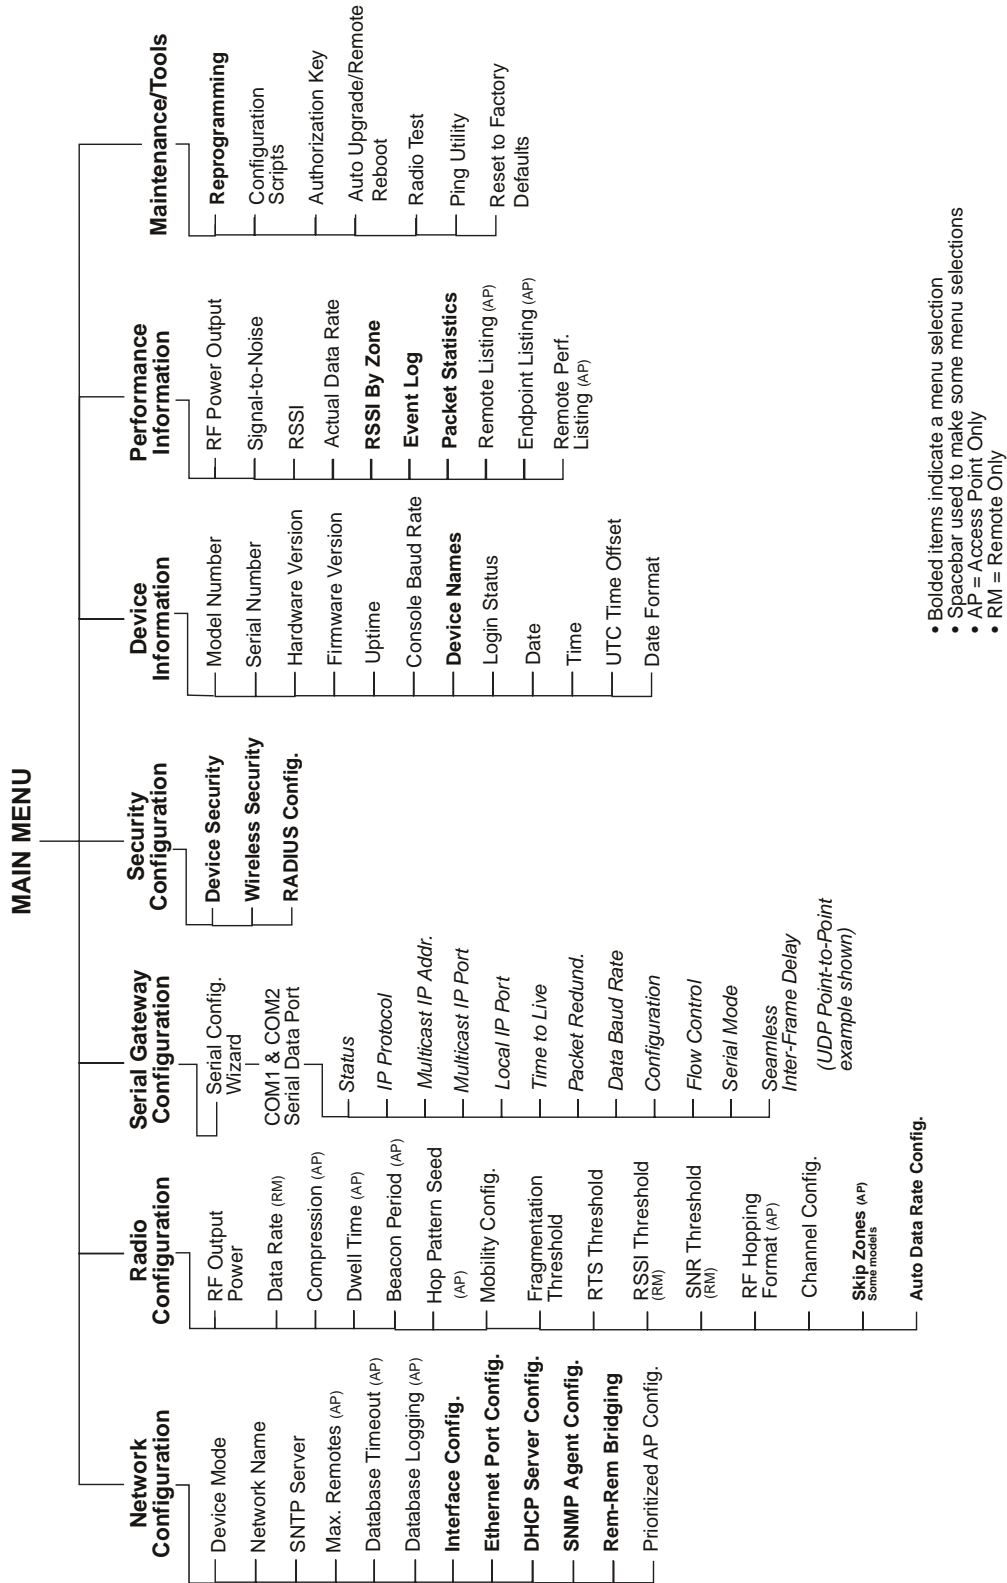 MAIN MENU
Network
Configuration
Device Mode
Network Name
SNTP Server
Max. Remotes (AP)
Database Timeout (AP)
Database Logging (AP)
Interface Config.
Ethernet Port Config.
DHCP Server Config.
SNMP Agent Config.
Rem-Rem Bridging
Prioritized AP Config.
Radio
Configuration
RF Output
Power
Data Rate (RM)
Compression (AP)
Dwell Time (AP)
Beacon Period (AP)
Hop Pattern Seed
(AP)
Mobility Config.
Fragmentation
Threshold
RTS Threshold
RSSI Threshold
(RM)
SNR Threshold
(RM)
RF Hopping
Format (AP)
Channel Config.
Skip Zones (AP)
Some models
Auto Data Rate Config.
Serial Gateway
Configuration
Serial Config.
Wizard
COM1 & COM2
Serial Data Port
Status
IP Protocol
Multicast IP Addr.
Multicast IP Port
Local IP Port
Time to Live
Packet Redund.
Data Baud Rate
Configuration
Flow Control
Serial Mode
Seamless
Inter-Frame Delay
(UDP Point-to-Point
example shown)
Security
Configuration
Device Security
Wireless Security
RADIUS Config.
Device
Information
Model Number
Serial Number
Hardware Version
Firmware Version
Uptime
Console Baud Rate
Device Names
Login Status
Date
Time
UTC Time Offset
Date Format
Performance
Information
RF Power Output
Signal-to-Noise
RSSI
Actual Data Rate
RSSI By Zone
Event Log
Packet Statistics
Remote Listing (AP)
Endpoint Listing (AP)
Remote Perf.
Listing (AP)
Maintenance/Tools
Reprogramming
Configuration
Scripts
Authorization Key
Auto Upgrade/Remote
Reboot
Radio Test
Ping Utility
Reset to Factory
Defaults
• Bolded items indicate a menu selection
• Spacebar used to make some menu selections
• AP = Access Point Only
• RM = Remote Only